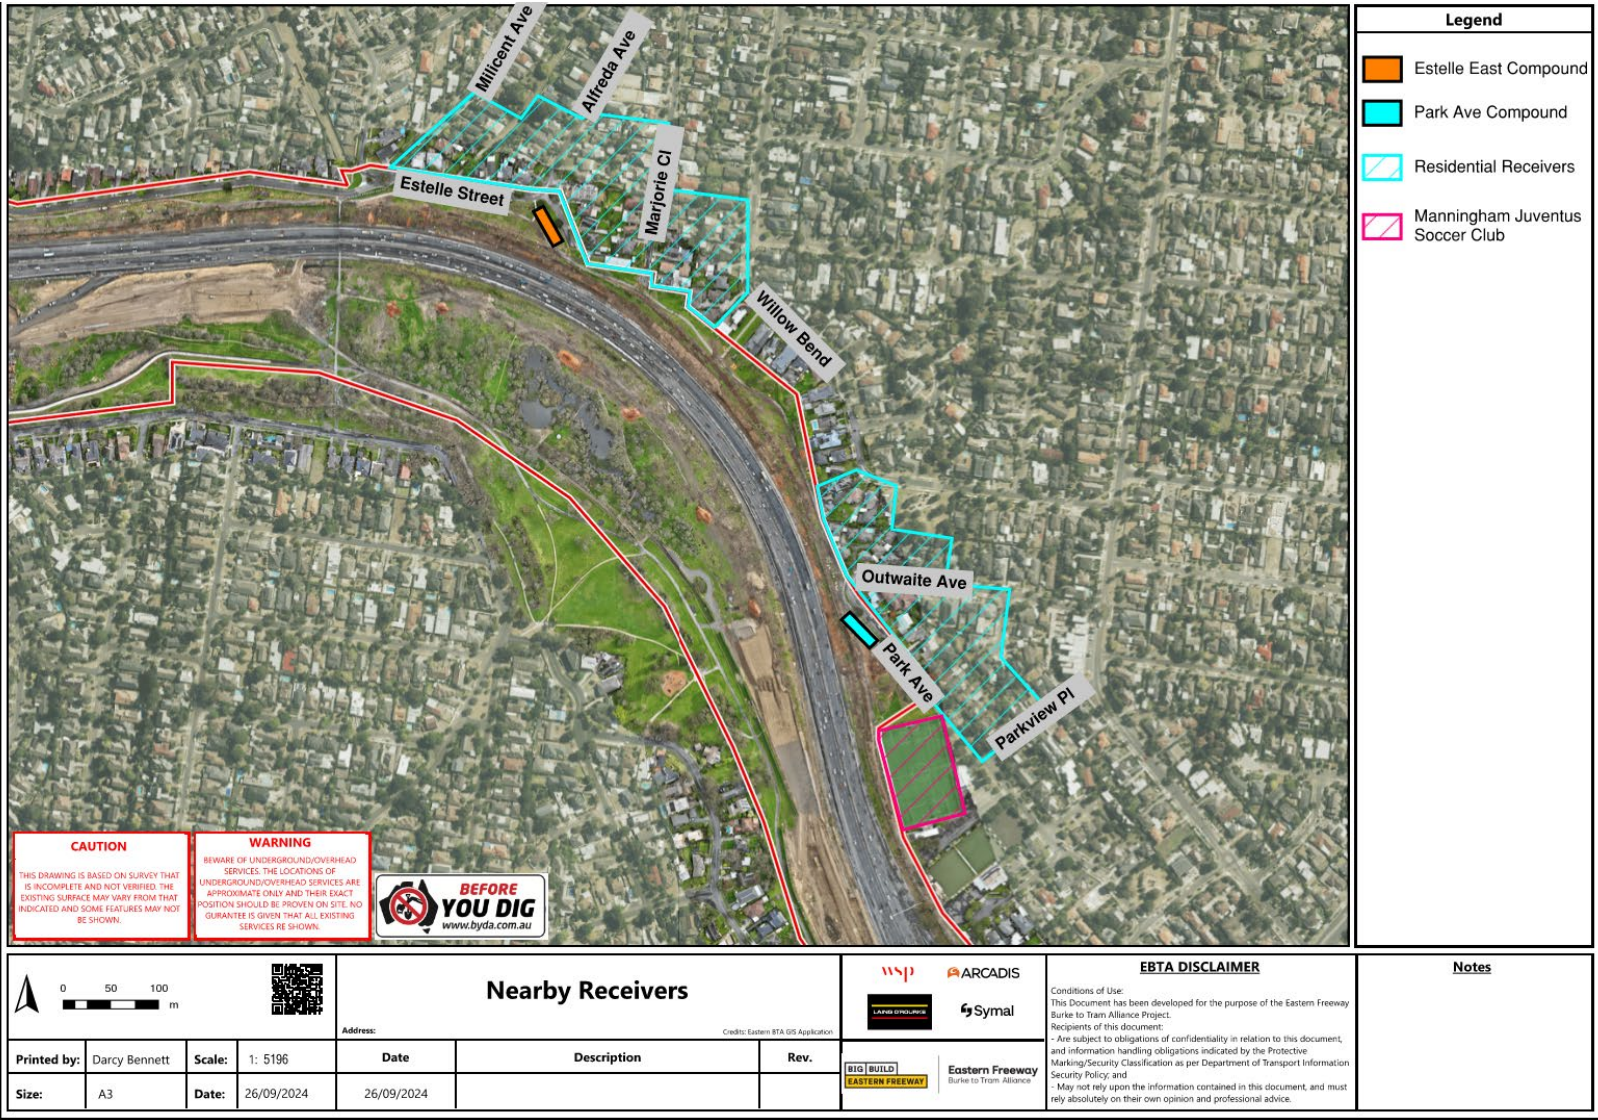 Milicent Ave
Alfreda Ave
Marjorie Cl
Estelle Street
Willow Bend
Outwaite Ave
Park Ave
Parkview Pl
Legend
Estelle East Compound
Park Ave Compound
Residential Receivers
Manningham Juventus
Soccer Club
CAUTION
THIS DRAWING IS BASED ON SURVEY THAT
IS INCOMPLETE AND NOT VERIFIED. THE
EXISTING SURFACE MAY VARY FROM THAT
INDICATED AND SOME FEATURES MAY NOT
BE SHOWN.
WARNING
BEWARE OF UNDERGROUND/OVERHEAD
SERVICES. THE LOCATIONS OF
UNDERGROUND/OVERHEAD SERVICES ARE
APPROXIMATE ONLY AND THEIR EXACT
POSITION SHOULD BE PROVEN ON SITE. NO
GURANTEE IS GIVEN THAT ALL EXISTING
SERVICES RE SHOWN.
BEFORE
YOU DIG
www.byda.com.au
0 50 100
m
Nearby Receivers
Address:
Credits: Eastern BTA GIS Application
Printed by: Darcy Bennett Scale: 1: 5196
Size: A3 Date: 26/09/2024
Date Description Rev.
26/09/2024
wsp ARCADIS
LAING O'ROURKE Symal
BIG BUILD
EASTERN FREEWAY
Eastern Freeway
Burke to Tram Alliance
EBTA DISCLAIMER
Conditions of Use:
This Document has been developed for the purpose of the Eastern Freeway
Burke to Tram Alliance Project.
Recipients of this document:
- Are subject to obligations of confidentiality in relation to this document,
and information handling obligations indicated by the Protective
Marking/Security Classification as per Department of Transport Information
Security Policy; and
- May not rely upon the information contained in this document, and must
rely absolutely on their own opinion and professional advice.
Notes